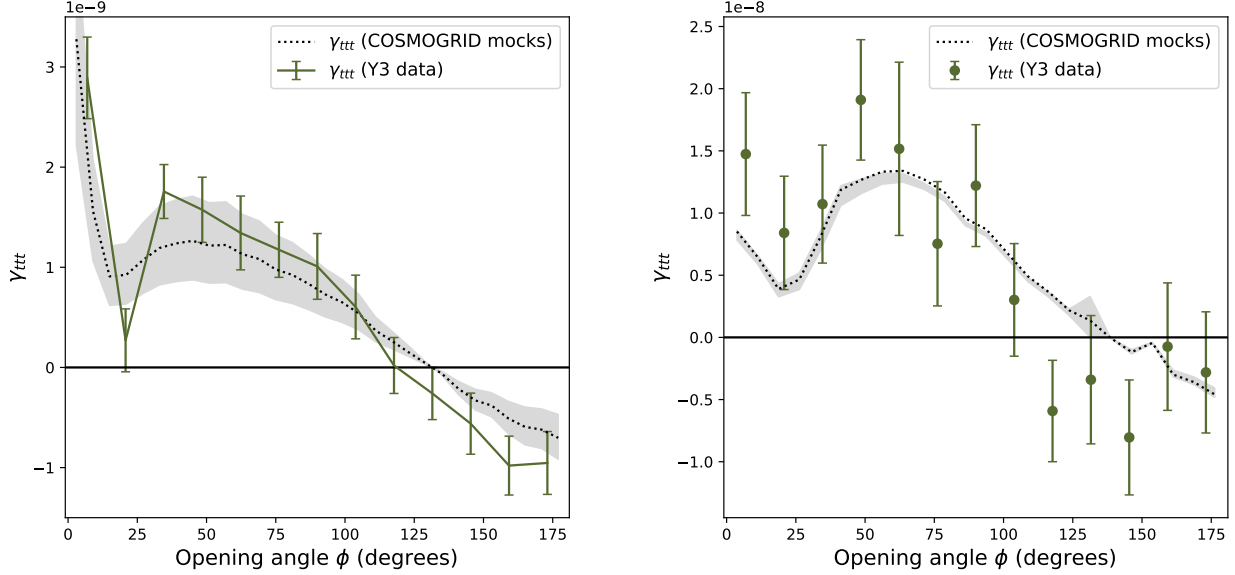 1e−9
γttt (COSMOGRID mocks)
γttt (Y3 data)
3
2
1
0
−1
γttt
0 25 50 75 100 125 150 175
Opening angle ϕ (degrees)
1e−8
γttt (COSMOGRID mocks)
γttt (Y3 data)
2.5
2.0
1.5
1.0
0.5
0.0
−0.5
−1.0
γttt
0 25 50 75 100 125 150 175
Opening angle ϕ (degrees)